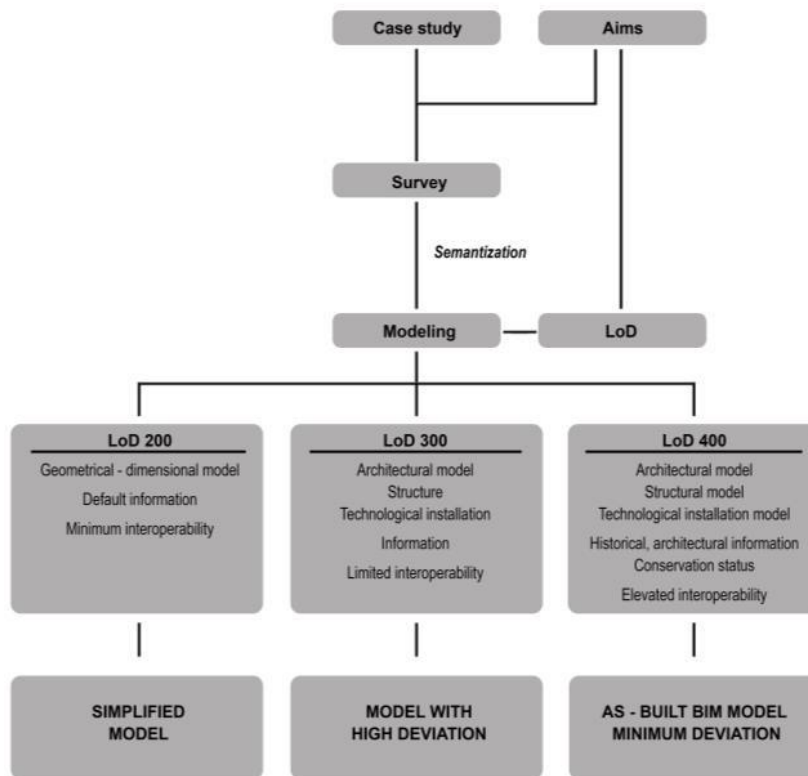 Case study
Aims
Survey
Semantization
Modeling
LoD
LoD 200
Geometrical - dimensional model
Default information
Minimum interoperability
LoD 300
Architectural model
Structure
Technological installation
Information
Limited interoperability
LoD 400
Architectural model
Structural model
Technological installation model
Historical, architectural information
Conservation status
Elevated interoperability
SIMPLIFIED
MODEL
MODEL WITH
HIGH DEVIATION
AS - BUILT BIM MODEL
MINIMUM DEVIATION